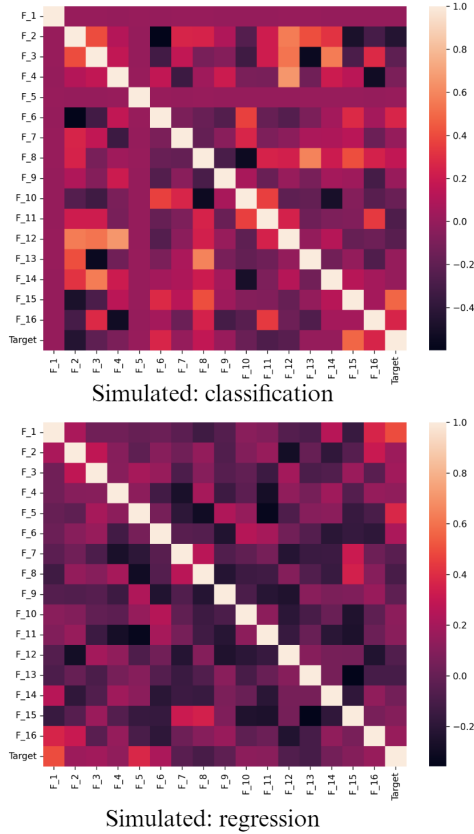 F_1
F_2
F_3
F_4
F_5
F_6
F_7
F_8
F_9
F_10
F_11
F_12
F_13
F_14
F_15
F_16
Target
1.0
0.8
0.6
0.4
0.2
0.0
−0.2
−0.4
F_1 F_2 F_3 F_4 F_5 F_6 F_7 F_8 F_9 F_10 F_11 F_12 F_13 F_14 F_15 F_16 Target
Simulated: classification
F_1
F_2
F_3
F_4
F_5
F_6
F_7
F_8
F_9
F_10
F_11
F_12
F_13
F_14
F_15
F_16
Target
1.0
0.8
0.6
0.4
0.2
0.0
−0.2
F_1 F_2 F_3 F_4 F_5 F_6 F_7 F_8 F_9 F_10 F_11 F_12 F_13 F_14 F_15 F_16 Target
Simulated: regression